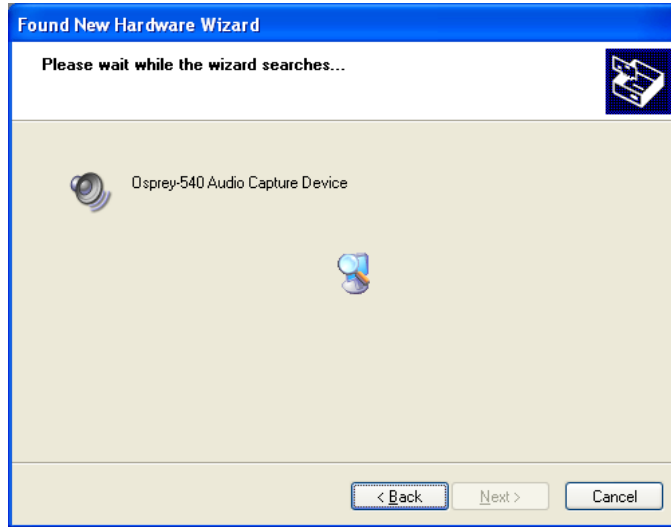 Found New Hardware Wizard
Please wait while the wizard searches...
Osprey-540 Audio Capture Device
< Back
Next >
Cancel